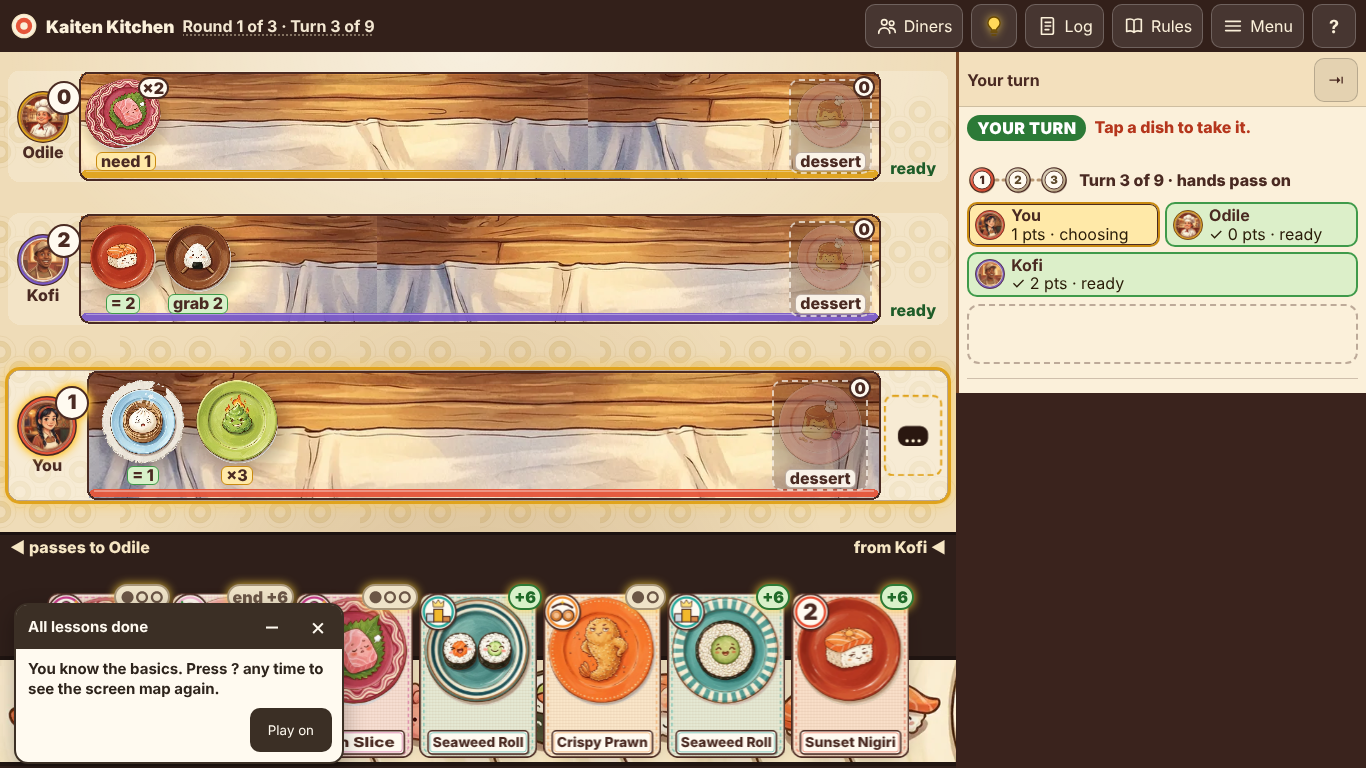 Kaiten Kitchen Round 1 of 3 · Turn 3 of 9
Diners
Log
Rules
Menu
?
0
Odile
×2
need 1
0
dessert
ready
2
Kofi
= 2
grab 2
0
dessert
ready
1
You
= 1
×3
0
dessert
...
◀ passes to Odile
from Kofi ◀
end +6
+6
+6
2
+6
n Slice
Seaweed Roll
Crispy Prawn
Seaweed Roll
Sunset Nigiri
All lessons done
You know the basics. Press ? any time to
see the screen map again.
Play on
Your turn
YOUR TURN Tap a dish to take it.
1 2 3 Turn 3 of 9 · hands pass on
You
1 pts · choosing
Odile
✓ 0 pts · ready
Kofi
✓ 2 pts · ready